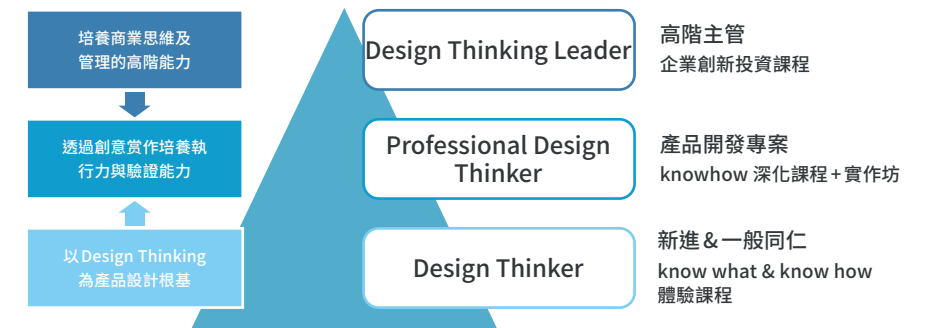 培養商業思維及
管理的高階能力
Design Thinking Leader
高階主管
企業創新投資課程
透過創意賞作培養執
行力與驗證能力
Professional Design
Thinker
產品開發專案
knowhow 深化課程+實作坊
以Design Thinking
為產品設計根基
Design Thinker
新進&一般同仁
know what & know how
體驗課程